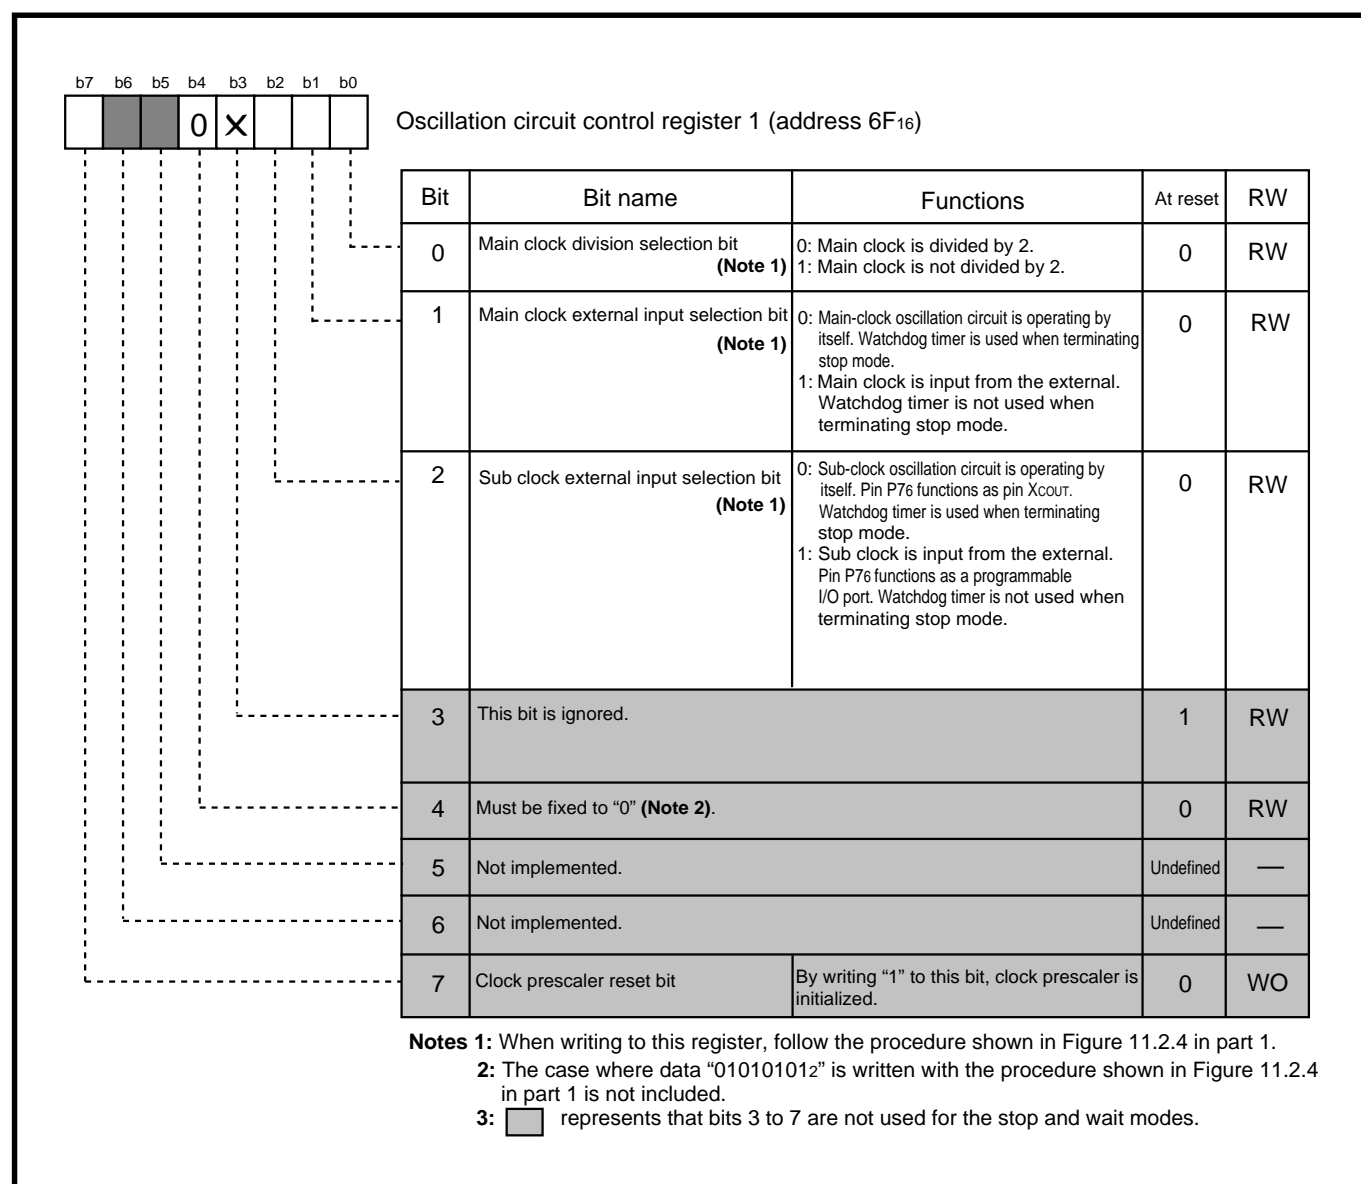 b7 b6 b5 b4 b3 b2 b1 b0
0 ×
Oscillation circuit control register 1 (address 6F16)
Bit Bit name Functions At reset RW
0 Main clock division selection bit (Note 1) 0: Main clock is divided by 2. 0 RW
1: Main clock is not divided by 2.
1 Main clock external input selection bit (Note 1) 0: Main-clock oscillation circuit is operating by 0 RW
itself. Watchdog timer is used when terminating
stop mode.
1: Main clock is input from the external.
Watchdog timer is not used when
terminating stop mode.
2 Sub clock external input selection bit (Note 1) 0: Sub-clock oscillation circuit is operating by 0 RW
itself. Pin P76 functions as pin XCOUT.
Watchdog timer is used when terminating
stop mode.
1: Sub clock is input from the external.
Pin P76 functions as a programmable
I/O port. Watchdog timer is not used when
terminating stop mode.
3 This bit is ignored. 1 RW
4 Must be fixed to “0” (Note 2). 0 RW
5 Not implemented. Undefined —
6 Not implemented. Undefined —
7 Clock prescaler reset bit By writing “1” to this bit, clock prescaler is 0 WO
initialized.
Notes 1: When writing to this register, follow the procedure shown in Figure 11.2.4 in part 1.
2: The case where data “010101012” is written with the procedure shown in Figure 11.2.4
in part 1 is not included.
3: represents that bits 3 to 7 are not used for the stop and wait modes.